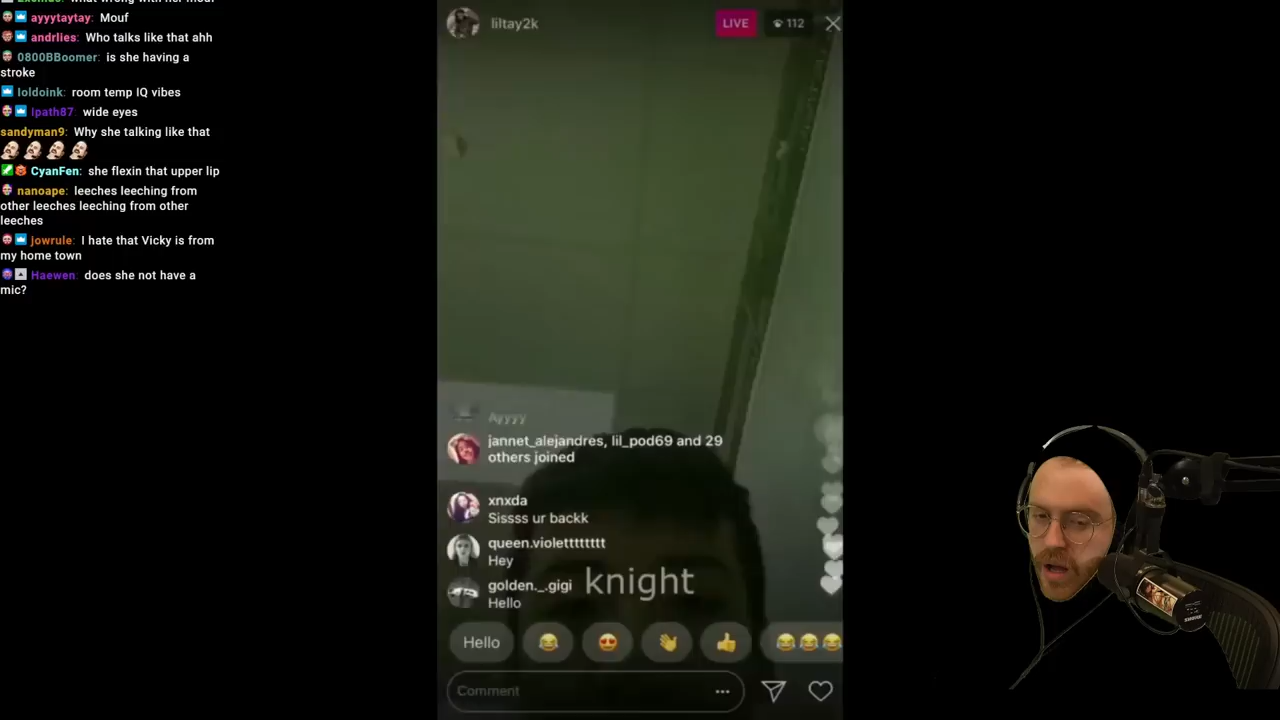 ayyytaytay: Mouf
andrlies: Who talks like that ahh
0800BBoomer: is she having a
stroke
loldoink: room temp IQ vibes
lpath87: wide eyes
sandyman9: Why she talking like that
CyanFen: she flexin that upper lip
nanoape: leeches leeching from
other leeches leeching from other
leeches
jowrule: I hate that Vicky is from
my home town
Haewen: does she not have a
mic?
liltay2k
LIVE
112
Ayyyy
jannet_alejandres, lil_pod69 and 29
others joined
xnxda
Sissss ur backk
queen.violetttttttt
Hey
golden._.gigi
Hello
knight
Hello
Comment
SHURE